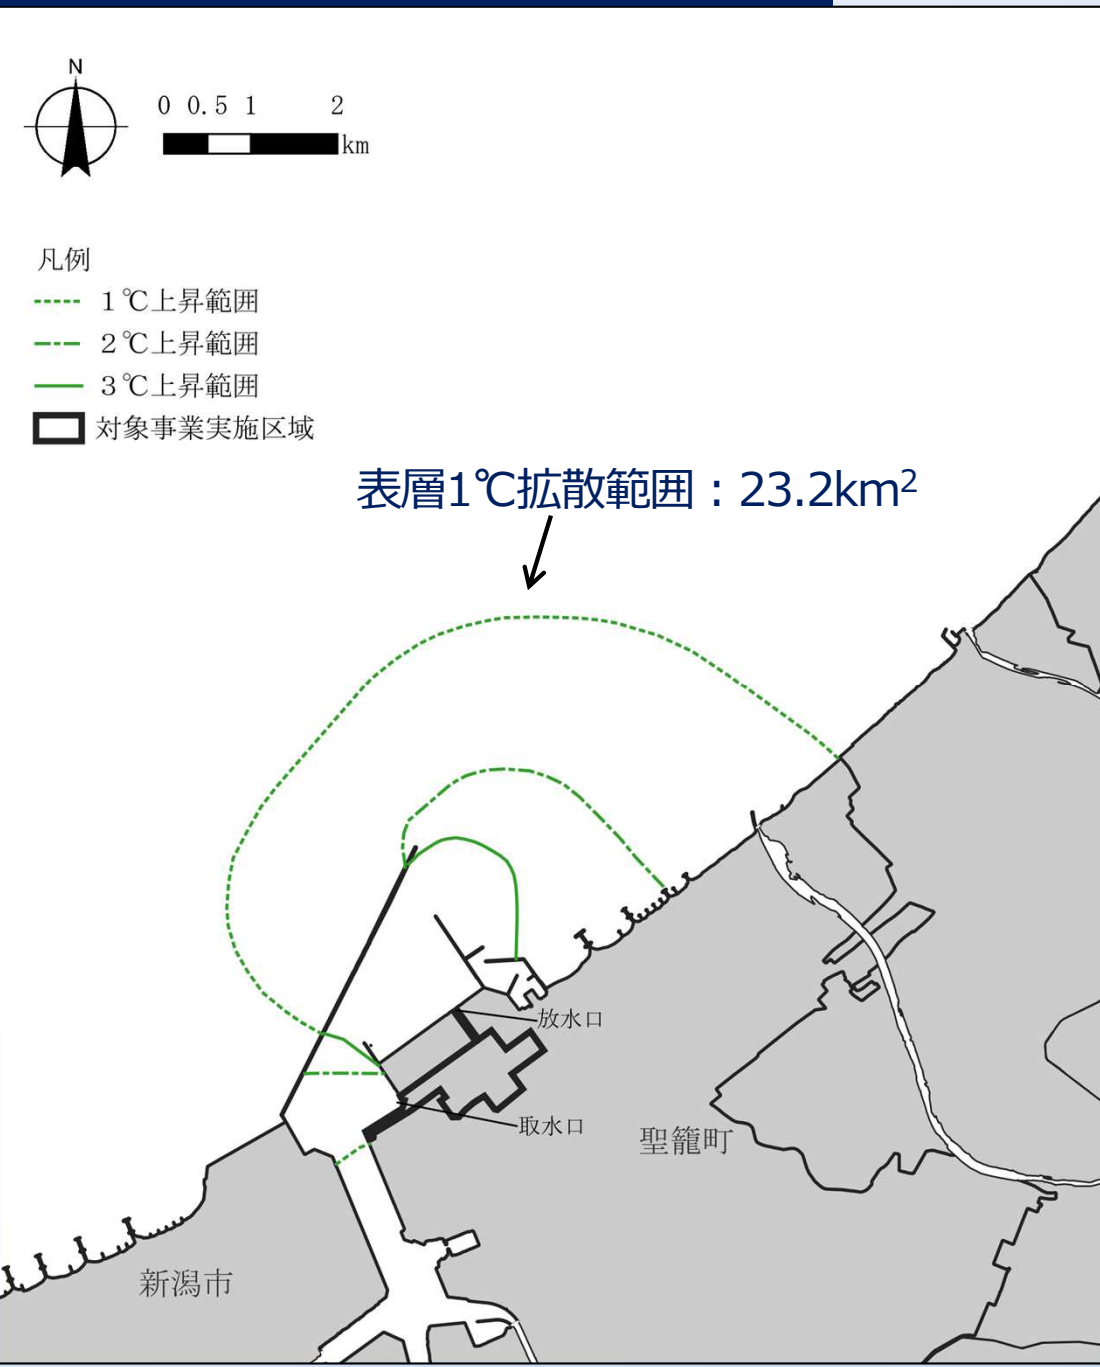 N
0 0.5 1 2
km
凡例
1℃上昇範囲
2℃上昇範囲
3℃上昇範囲
対象事業実施区域
表層1℃拡散範囲：23.2km²
放水口
取水口
聖籠町
新潟市